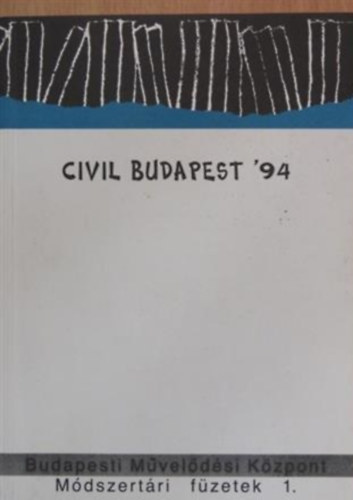 CIVIL BUDAPEST '94
Budapesti Művelődési Központ
Módszertári füzetek 1.